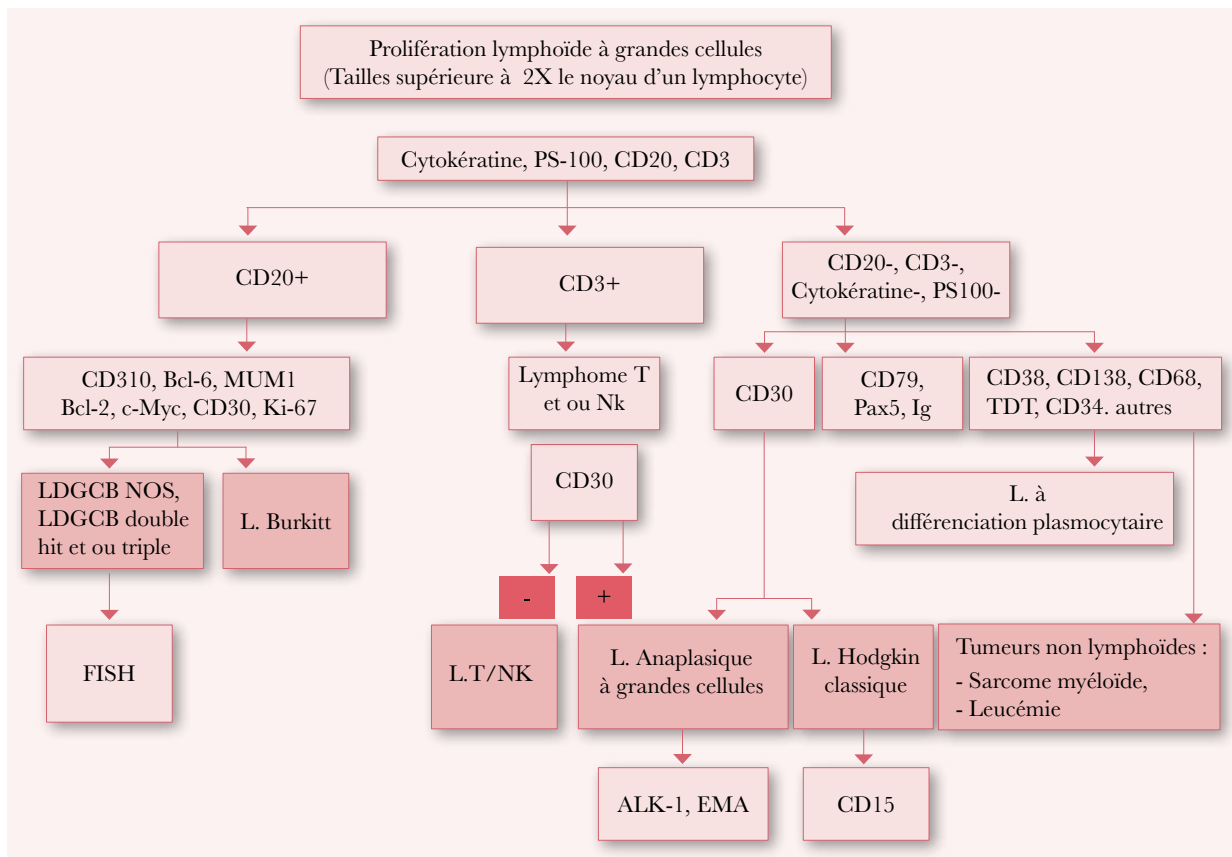 Prolifération lymphoïde à grandes cellules
(Tailles supérieure à 2X le noyau d'un lymphocyte)
Cytokératine, PS-100, CD20, CD3
CD20+
CD3+
CD20-, CD3-,
Cytokératine-, PS100-
CD310, Bcl-6, MUM1
Bcl-2, c-Myc, CD30, Ki-67
Lymphome T
et ou Nk
CD30
CD79,
Pax5, Ig
CD38, CD138, CD68,
TDT, CD34. autres
LDGCB NOS,
LDGCB double
hit et ou triple
L. Burkitt
CD30
L. à
différenciation plasmocytaire
-
+
FISH
L.T/NK
L. Anaplasique
à grandes cellules
L. Hodgkin
classique
Tumeurs non lymphoïdes :
- Sarcome myéloïde,
- Leucémie
ALK-1, EMA
CD15